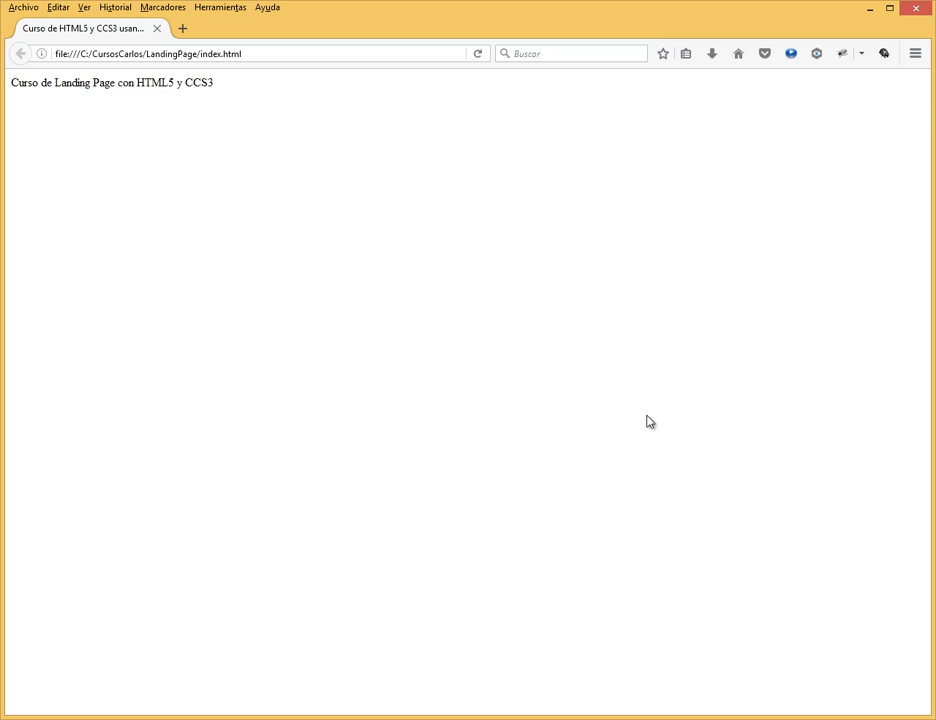 Archivo Editar Ver Historial Marcadores Herramientas Ayuda
Curso de HTML5 y CCS3 usan...
file:///C:/CursosCarlos/LandingPage/index.html Buscar
Curso de Landing Page con HTML5 y CCS3